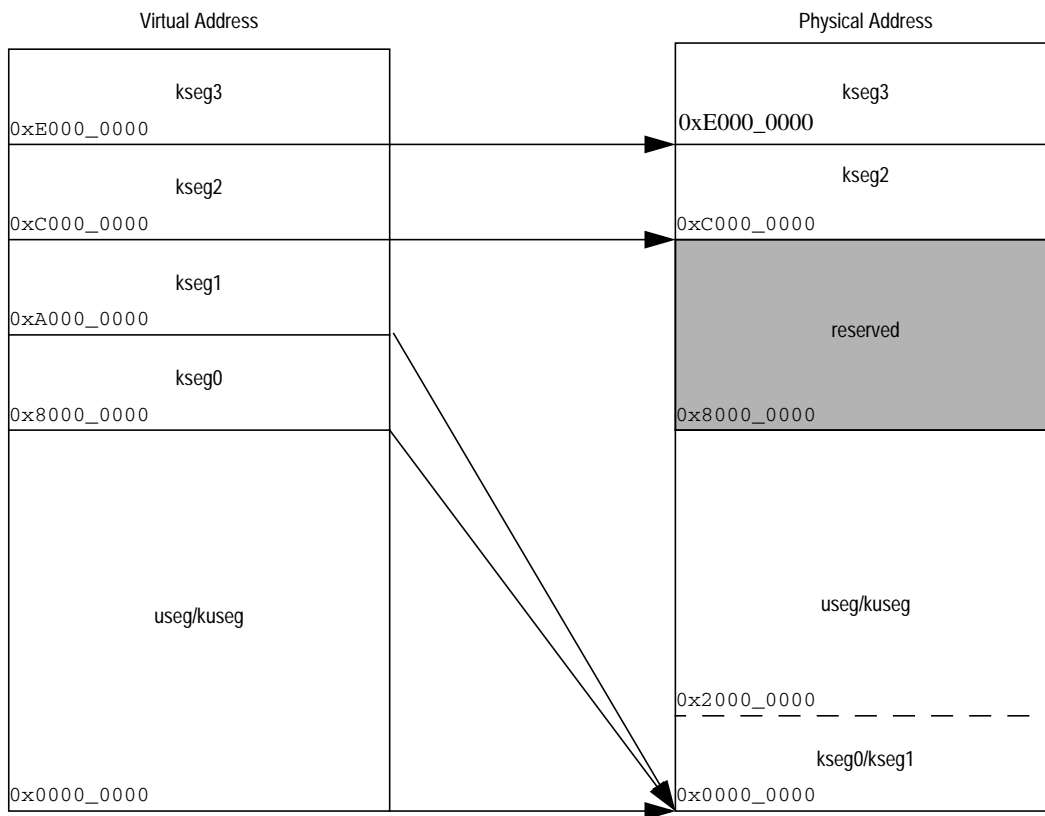 Virtual Address
kseg3
0xE000_0000
kseg2
0xC000_0000
kseg1
0xA000_0000
kseg0
0x8000_0000
useg/kuseg
0x0000_0000
Physical Address
kseg3
0xE000_0000
kseg2
0xC000_0000
reserved
0x8000_0000
useg/kuseg
0x2000_0000
kseg0/kseg1
0x0000_0000